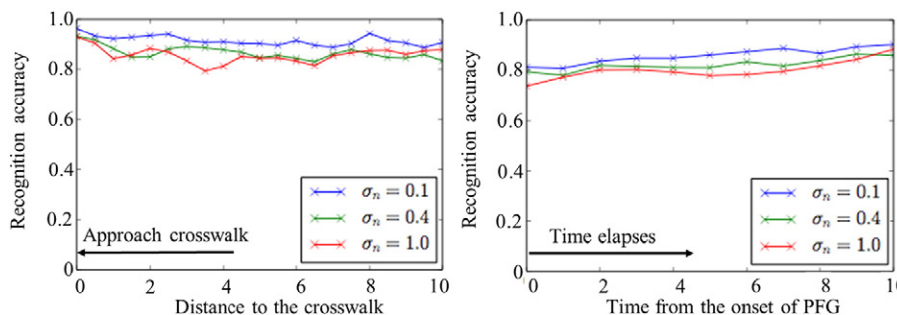 1.0
0.8
0.6
0.4
0.2
0
Recognition accuracy
σn = 0.1
σn = 0.4
σn = 1.0
Approach crosswalk
0 2 4 6 8 10
Distance to the crosswalk
1.0
0.8
0.6
0.4
0.2
0
Recognition accuracy
σn = 0.1
σn = 0.4
σn = 1.0
Time elapses
0 2 4 6 8 10
Time from the onset of PFG